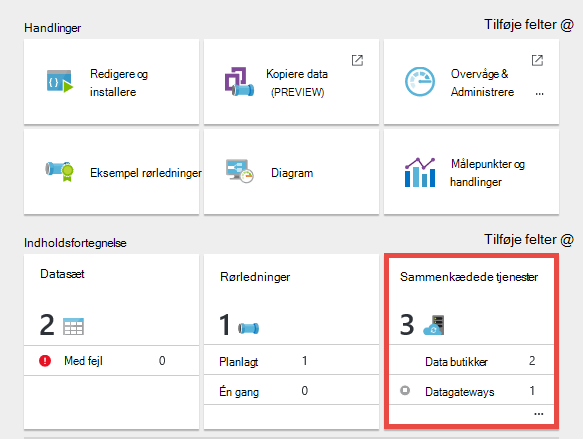 Handlinger
Tilføje felter @
Redigere og
installere
Kopiere data
(PREVIEW)
Overvåge &
Administrere
...
Eksempel rørledninger
Diagram
Målepunkter og
handlinger
Indholdsfortegnelse
Tilføje felter @
Datasæt
2
Med fejl 0
Rørledninger
1
Planlagt 1
Én gang 0
Sammenkædede tjenester
3
Data butikker 2
Datagateways 1
...